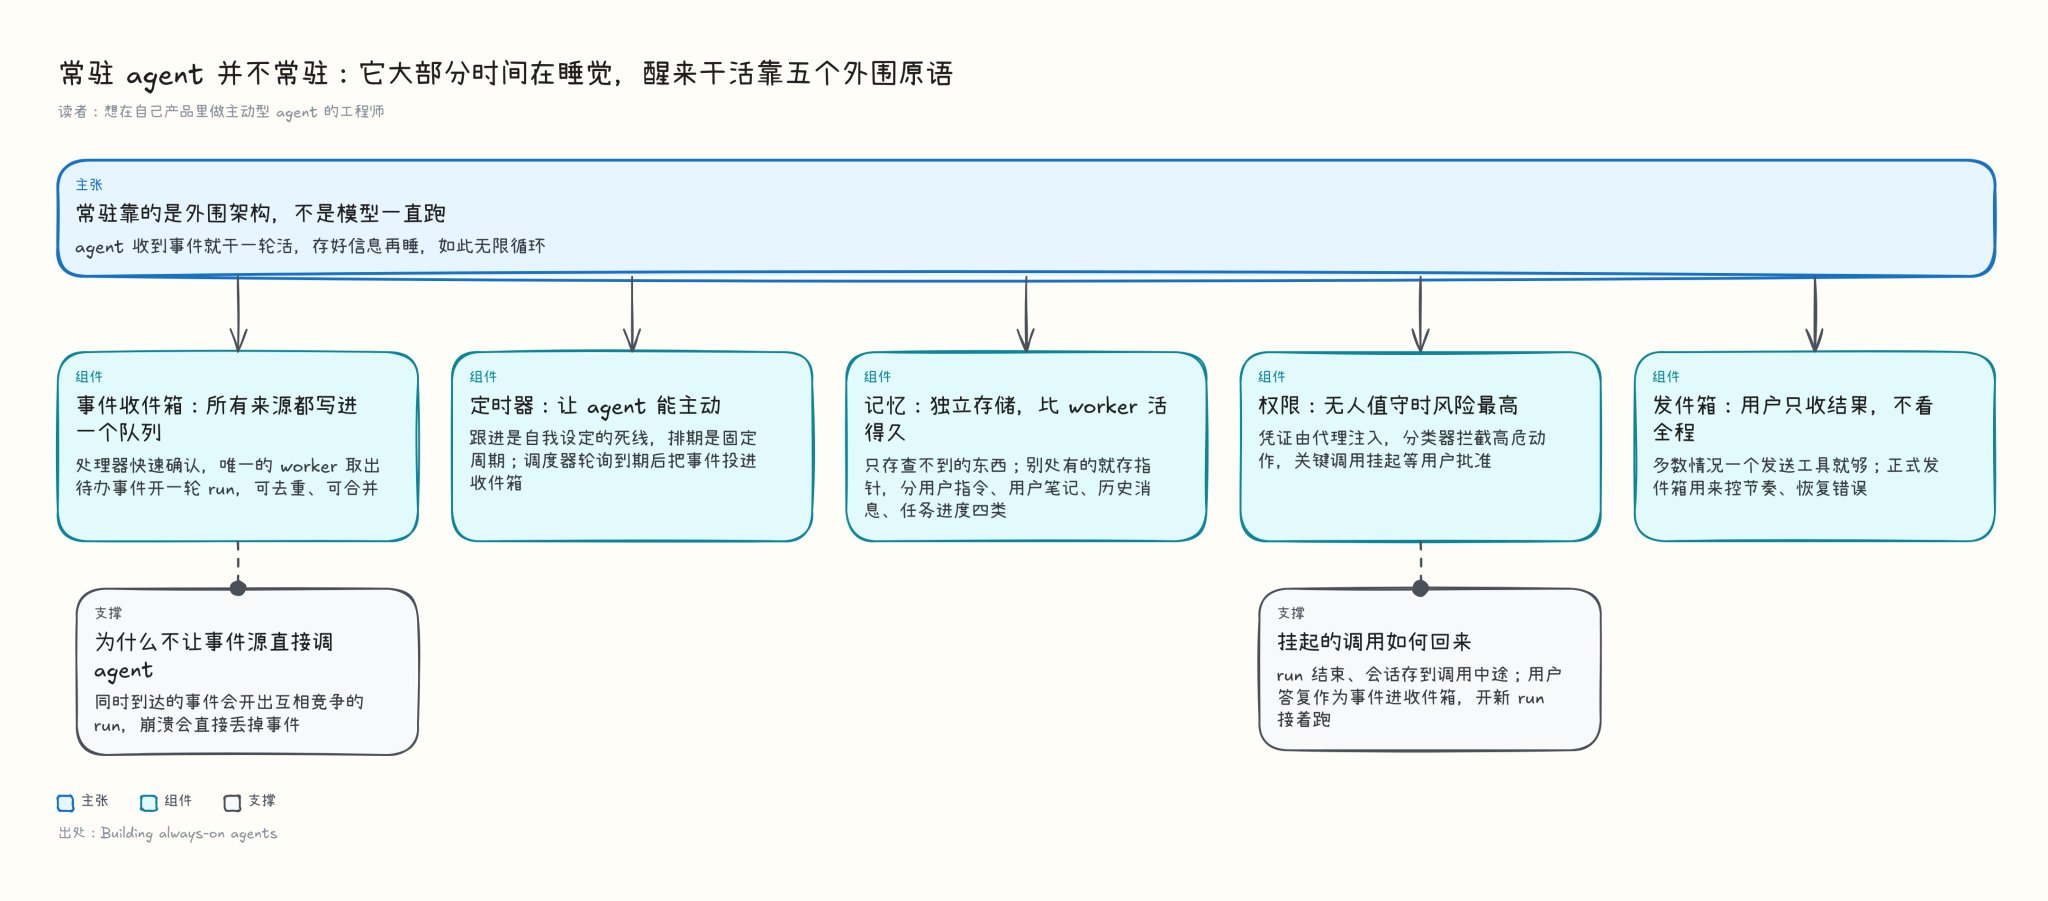 常驻 agent 并不常驻：它大部分时间在睡觉，醒来干活靠五个外围原语
读者：想在自己产品里做主动型 agent 的工程师
主张
常驻靠的是外围架构，不是模型一直跑
agent 收到事件就干一轮活，存好信息再睡，如此无限循环
组件
事件收件箱：所有来源都写进
一个队列
处理器快速确认，唯一的 worker 取出
待办事件开一轮 run，可去重、可合并
组件
定时器：让 agent 能主动
跟进是自我设定的死线，排期是固定
周期；调度器轮询到期后把事件投进
收件箱
组件
记忆：独立存储，比 worker 活
得久
只存查不到的东西；别处有的就存指
针，分用户指令、用户笔记、历史消
息、任务进度四类
组件
权限：无人值守时风险最高
凭证由代理注入，分类器拦截高危动
作，关键调用挂起等用户批准
组件
发件箱：用户只收结果，不看
全程
多数情况一个发送工具就够；正式发
件箱用来控节奏、恢复错误
支撑
为什么不让事件源直接调
agent
同时到达的事件会开出互相竞争的
run，崩溃会直接丢掉事件
支撑
挂起的调用如何回来
run 结束、会话存到调用中途；用户
答复作为事件进收件箱，开新 run
接着跑
主张
组件
支撑
出处：Building always-on agents